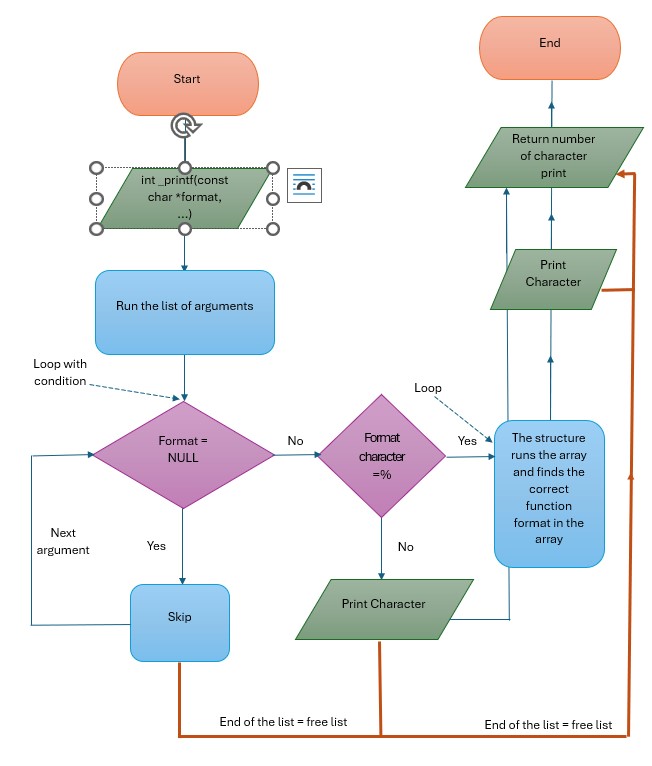 Start
int _printf(const
char *format,
...)
Run the list of arguments
Loop with
condition
Format =
NULL
No
Yes
Next
argument
Skip
Format
character
=%
Loop
Yes
No
Print Character
The structure
runs the array
and finds the
correct
function
format in the
array
Print
Character
Return number
of character
print
End
End of the list = free list
End of the list = free list